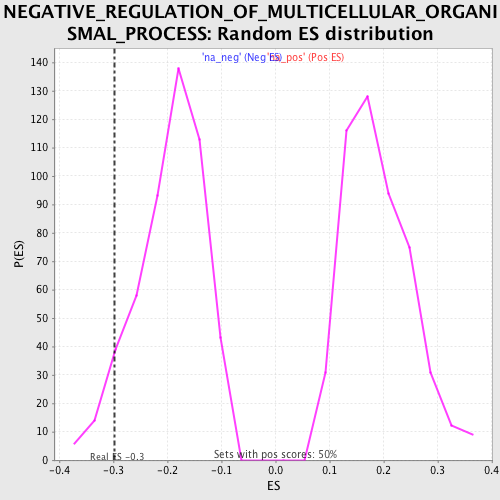 NEGATIVE_REGULATION_OF_MULTICELLULAR_ORGANI
SMAL_PROCESS: Random ES distribution
'na_neg' (Neg ES)
'na_pos' (Pos ES)
140
130
120
110
100
90
80
70
60
50
40
30
20
10
0
P(ES)
Real ES -0.3
Sets with pos scores: 50%
-0.4 -0.3 -0.2 -0.1 0.0 0.1 0.2 0.3 0.4
ES